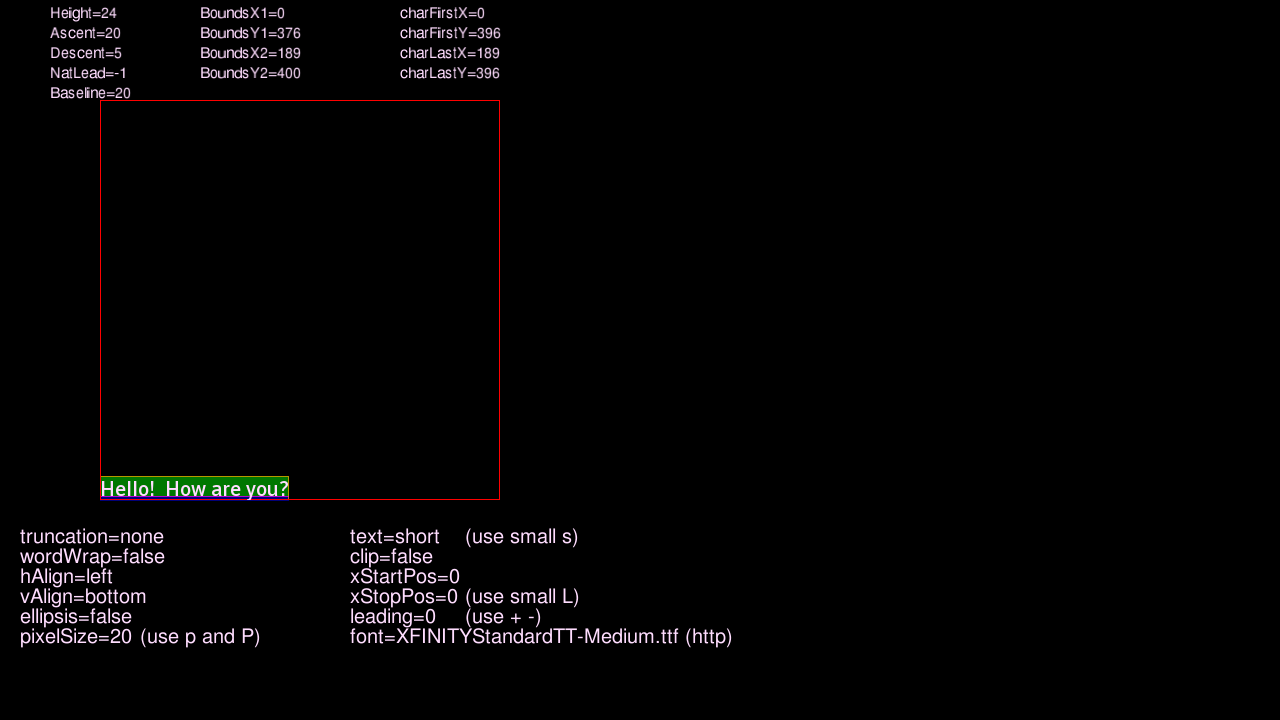 Height=24 BoundsX1=0 charFirstX=0
Ascent=20 BoundsY1=376 charFirstY=396
Descent=5 BoundsX2=189 charLastX=189
NatLead=-1 BoundsY2=400 charLastY=396
Baseline=20
Hello!  How are you?
truncation=none text=short (use small s)
wordWrap=false clip=false
hAlign=left xStartPos=0
vAlign=bottom xStopPos=0 (use small L)
ellipsis=false leading=0 (use + -)
pixelSize=20 (use p and P) font=XFINITYStandardTT-Medium.ttf (http)